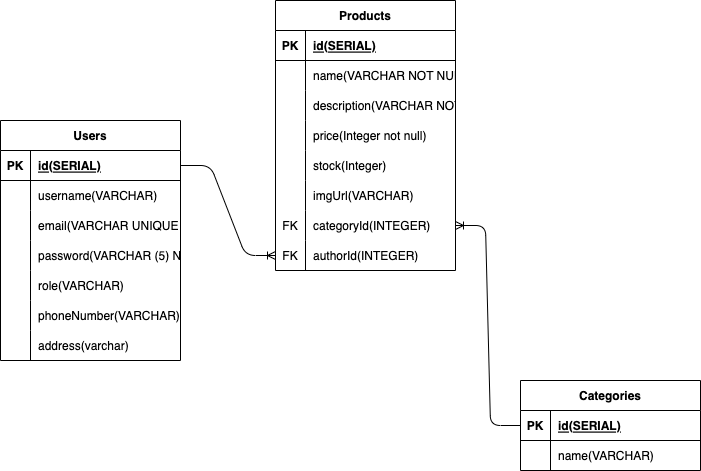 Products
PK id(SERIAL)
name(VARCHAR NOT NU
description(VARCHAR NO
price(Integer not null)
stock(Integer)
imgUrl(VARCHAR)
FK categoryId(INTEGER)
FK authorId(INTEGER)
Users
PK id(SERIAL)
username(VARCHAR)
email(VARCHAR UNIQUE
password(VARCHAR (5) N
role(VARCHAR)
phoneNumber(VARCHAR)
address(varchar)
Categories
PK id(SERIAL)
name(VARCHAR)